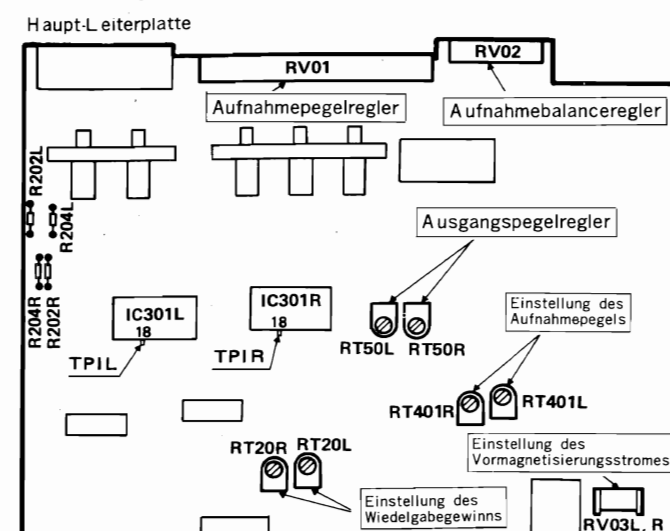 Haupt-Leiterplatte
RV01
RV02
Aufnahmepegelregler
Aufnahmebalanceregler
R202L
R204L
Ausgangspegelregler
R204R
R202R
IC301L
18
IC301R
18
TPIL
TPIR
RT50L
RT50R
Einstellung des
Aufnahmepegels
RT401R
RT401L
RT20R
RT20L
Einstellung des
Vormagnetisierungsstromes
Einstellung des
Wiedelgabegewinns
RV03L, R